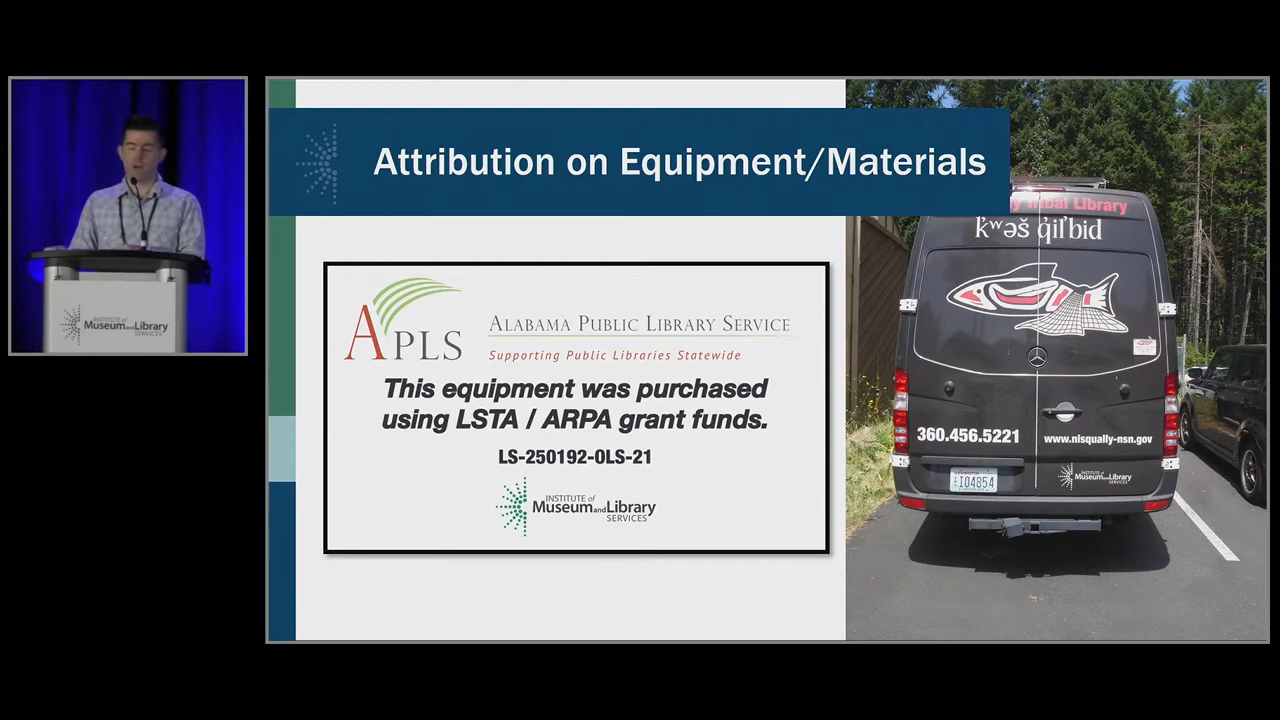 INSTITUTE of
Museum and Library
SERVICES
Attribution on Equipment/Materials
APLS
ALABAMA PUBLIC LIBRARY SERVICE
Supporting Public Libraries Statewide
This equipment was purchased
using LSTA / ARPA grant funds.
LS-250192-OLS-21
INSTITUTE of
Museum and Library
SERVICES
Tribal Library
k̓ʷəš q̓il̕bid
360.456.5221
www.nisqually-nsn.gov
I04854
INSTITUTE of
Museum and Library
SERVICES